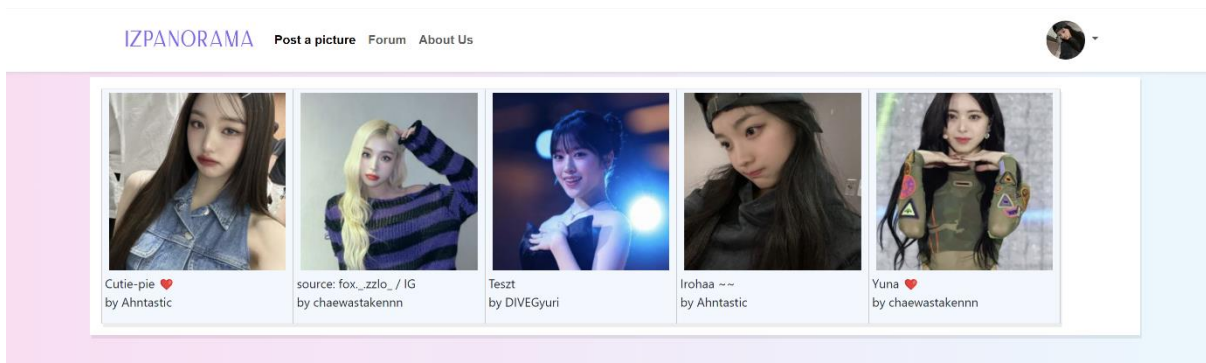 IZPANORAMA Post a picture Forum About Us
Cutie-pie ❤️
by Ahntastic
source: fox._.zzlo_ / IG
by chaewastakennn
Teszt
by DIVEGyuri
Irohaa ~~
by Ahntastic
Yuna ❤️
by chaewastakennn